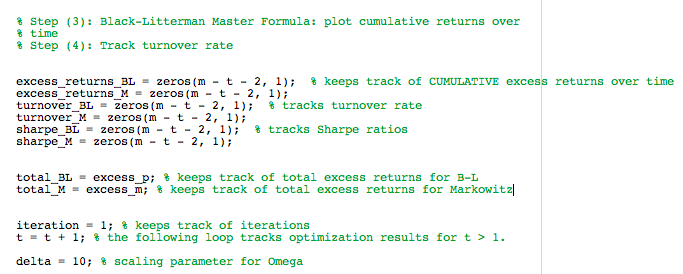 % Step (3): Black-Litterman Master Formula: plot cumulative returns over
% time
% Step (4): Track turnover rate
excess_returns_BL = zeros(m - t - 2, 1);  % keeps track of CUMULATIVE excess returns over time
excess_returns_M = zeros(m - t - 2, 1);
turnover_BL = zeros(m - t - 2, 1);  % tracks turnover rate
turnover_M = zeros(m - t - 2, 1);
sharpe_BL = zeros(m - t - 2, 1);  % tracks Sharpe ratios
sharpe_M = zeros(m - t - 2, 1);
total_BL = excess_p; % keeps track of total excess returns for B-L
total_M = excess_m; % keeps track of total excess returns for Markowitz
iteration = 1; % keeps track of iterations
t = t + 1; % the following loop tracks optimization results for t > 1.
delta = 10; % scaling parameter for Omega